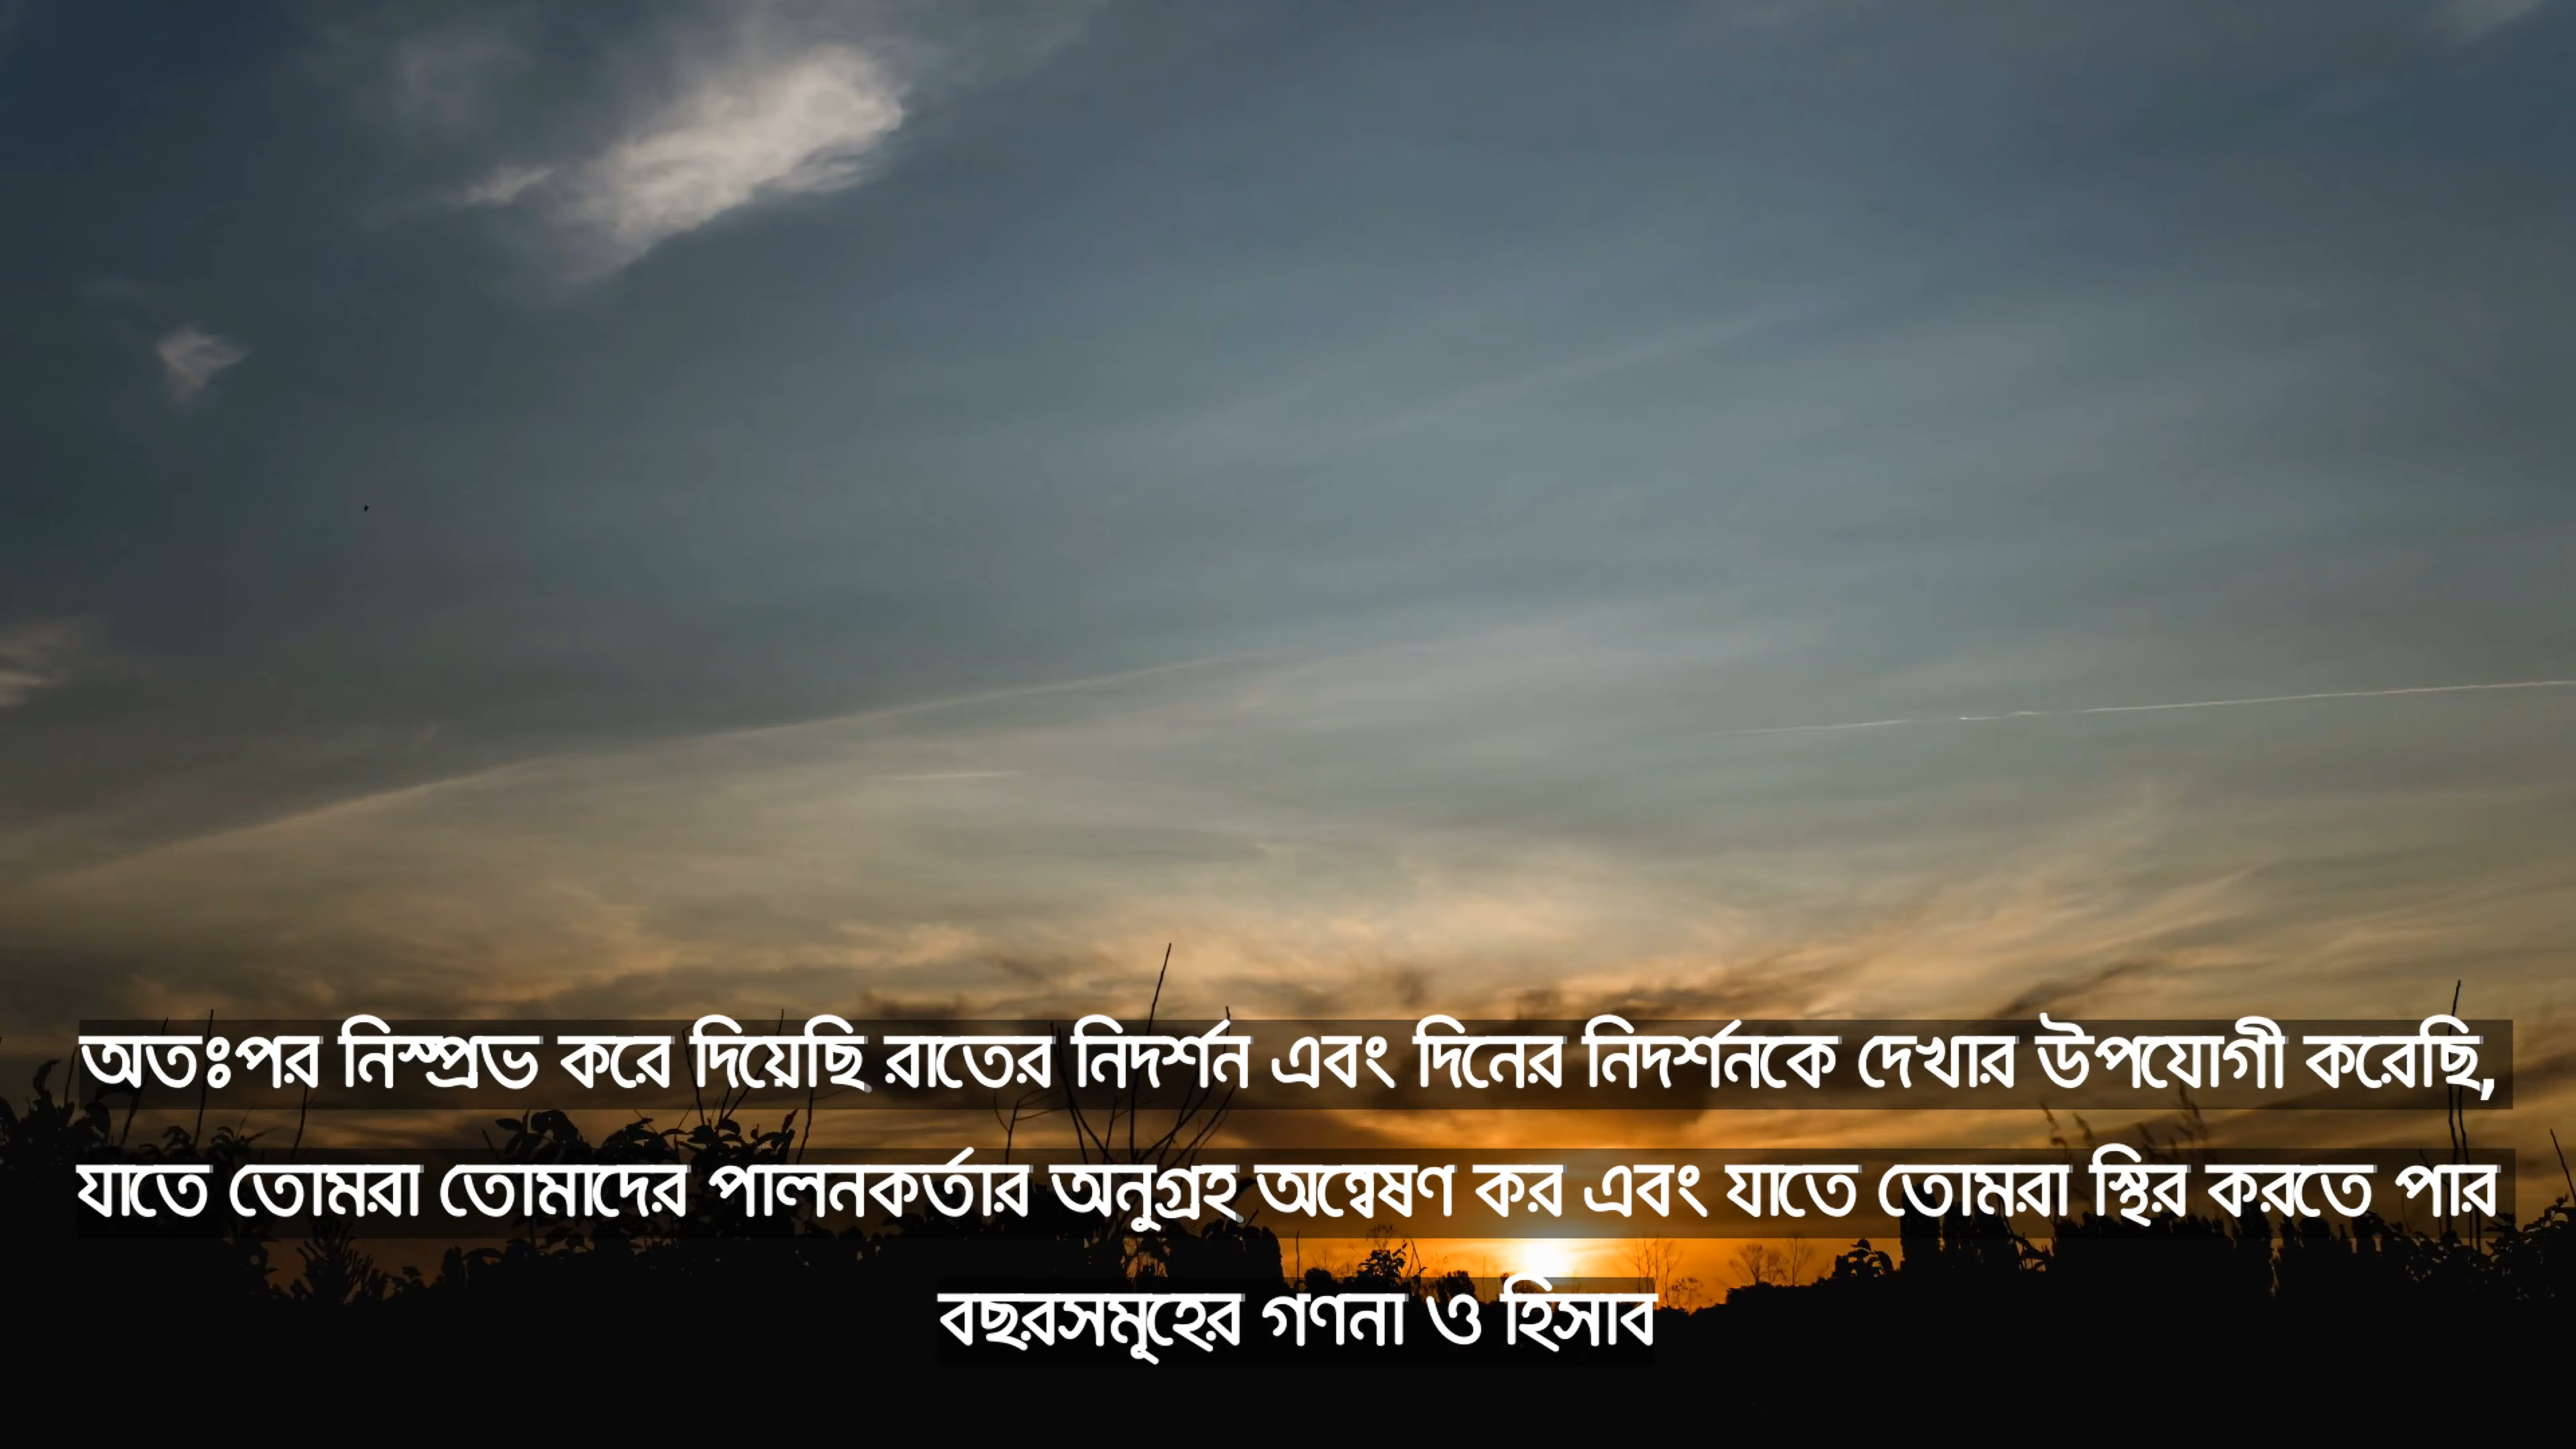 অতঃপর নিস্প্রভ করে দিয়েছি রাতের নিদর্শন এবং দিনের নিদর্শনকে দেখার উপযোগী করেছি,
যাতে তোমরা তোমাদের পালনকর্তার অনুগ্রহ অন্বেষণ কর এবং যাতে তোমরা স্থির করতে পার
বছরসমূহের গণনা ও হিসাব